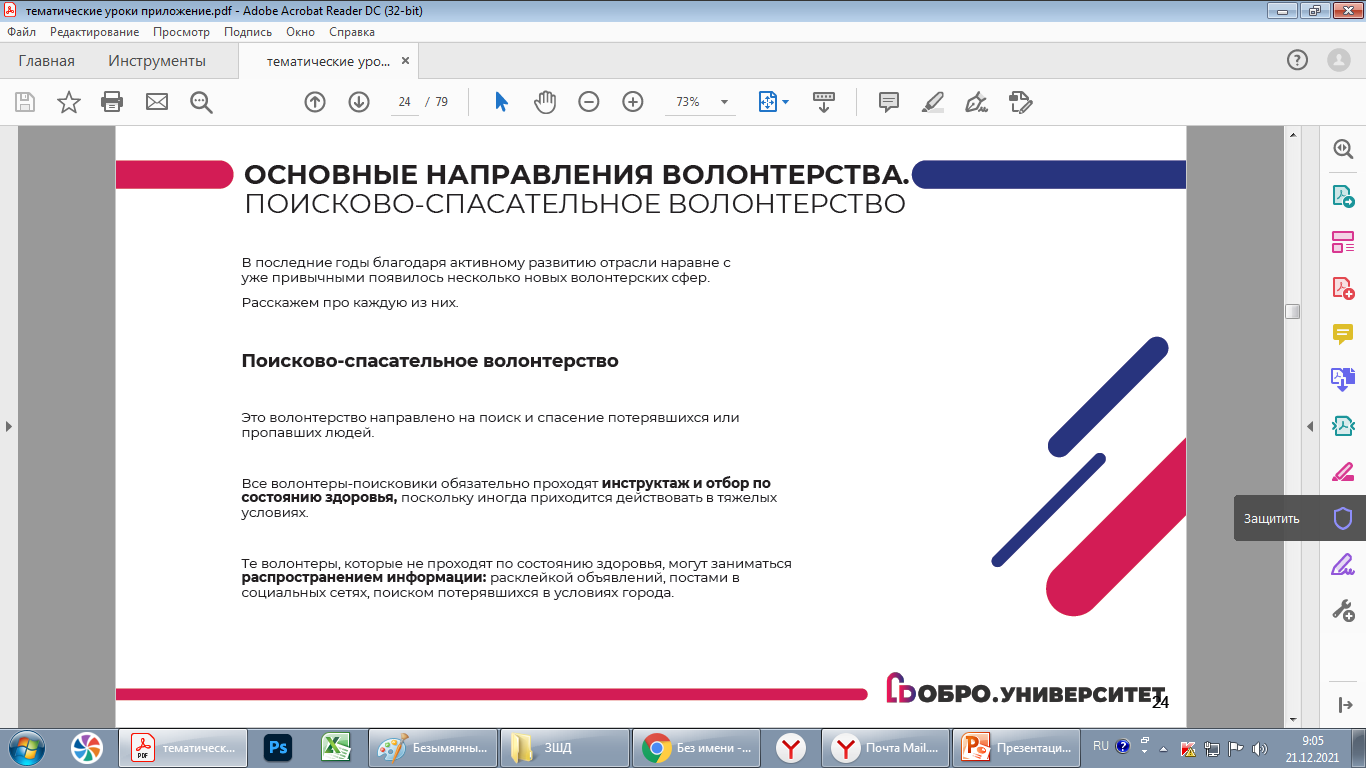 тематические уроки приложение.pdf - Adobe Acrobat Reader DC (32-bit)
Файл Редактирование Просмотр Подпись Окно Справка
Главная Инструменты тематические уро... ×
24 / 79 73%
ОСНОВНЫЕ НАПРАВЛЕНИЯ ВОЛОНТЕРСТВА.
ПОИСКОВО-СПАСАТЕЛЬНОЕ ВОЛОНТЕРСТВО
В последние годы благодаря активному развитию отрасли наравне с
уже привычными появилось несколько новых волонтерских сфер.
Расскажем про каждую из них.
Поисково-спасательное волонтерство
Это волонтерство направлено на поиск и спасение потерявшихся или
пропавших людей.
Все волонтеры-поисковики обязательно проходят инструктаж и отбор по
состоянию здоровья, поскольку иногда приходится действовать в тяжелых
условиях.
Защитить
Те волонтеры, которые не проходят по состоянию здоровья, могут заниматься
распространением информации: расклейкой объявлений, постами в
социальных сетях, поиском потерявшихся в условиях города.
ДОБРО.УНИВЕРСИТЕТ
24
тематическ... Ps Безымянны... ЗШД Без имени -... Почта Mail.... Презентаци... RU 9:05
21.12.2021